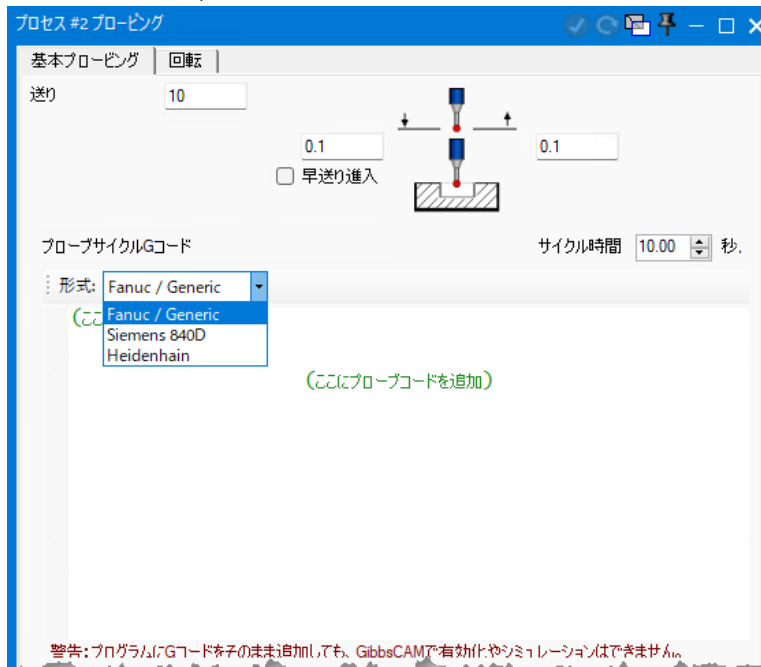 プロセス #2 プロービング
基本プロービング 回転
送り 10
0.1 0.1
早送り進入
プローブサイクルGコード サイクル時間 10.00 秒.
形式: Fanuc / Generic
Fanuc / Generic
Siemens 840D
Heidenhain
(ここ
(ここにプローブコードを追加)
警告:プログラムにGコードをそのまま追加しても、GibbsCAMで有効化やシミュレーションはできません。